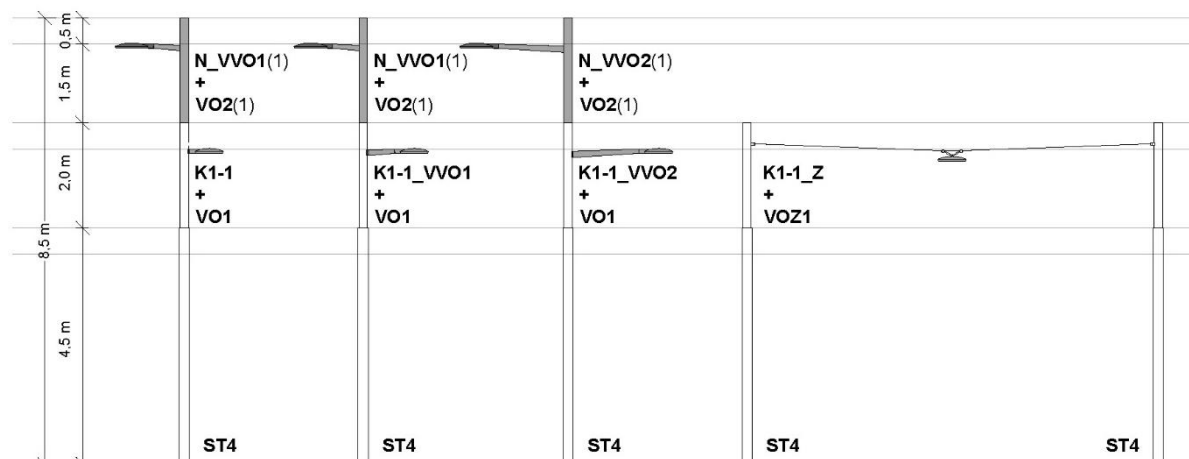 0,5 m
1.5 m
2.0 m
8.5 m
4.5 m
N_VVO1(1)
+
VO2(1)
N_VVO1(1)
+
VO2(1)
N_VVO2(1)
+
VO2(1)
K1-1
+
VO1
K1-1_VVO1
+
VO1
K1-1_VVO2
+
VO1
K1-1_Z
+
VOZ1
ST4
ST4
ST4
ST4
ST4